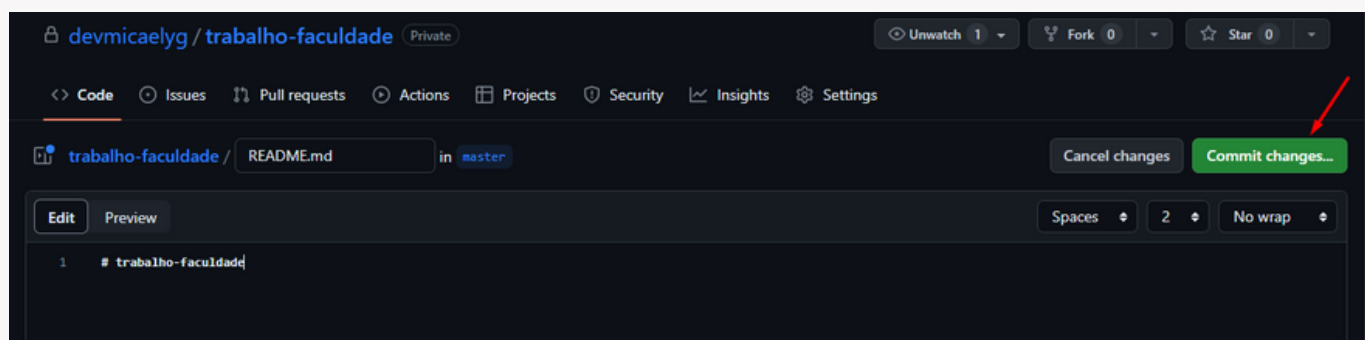 devmicaelyg / trabalho-faculdade Private Unwatch 1 Fork 0 Star 0
<> Code Issues Pull requests Actions Projects Security Insights Settings
trabalho-faculdade / README.md in master Cancel changes Commit changes...
Edit Preview Spaces 2 No wrap
1 # trabalho-faculdade